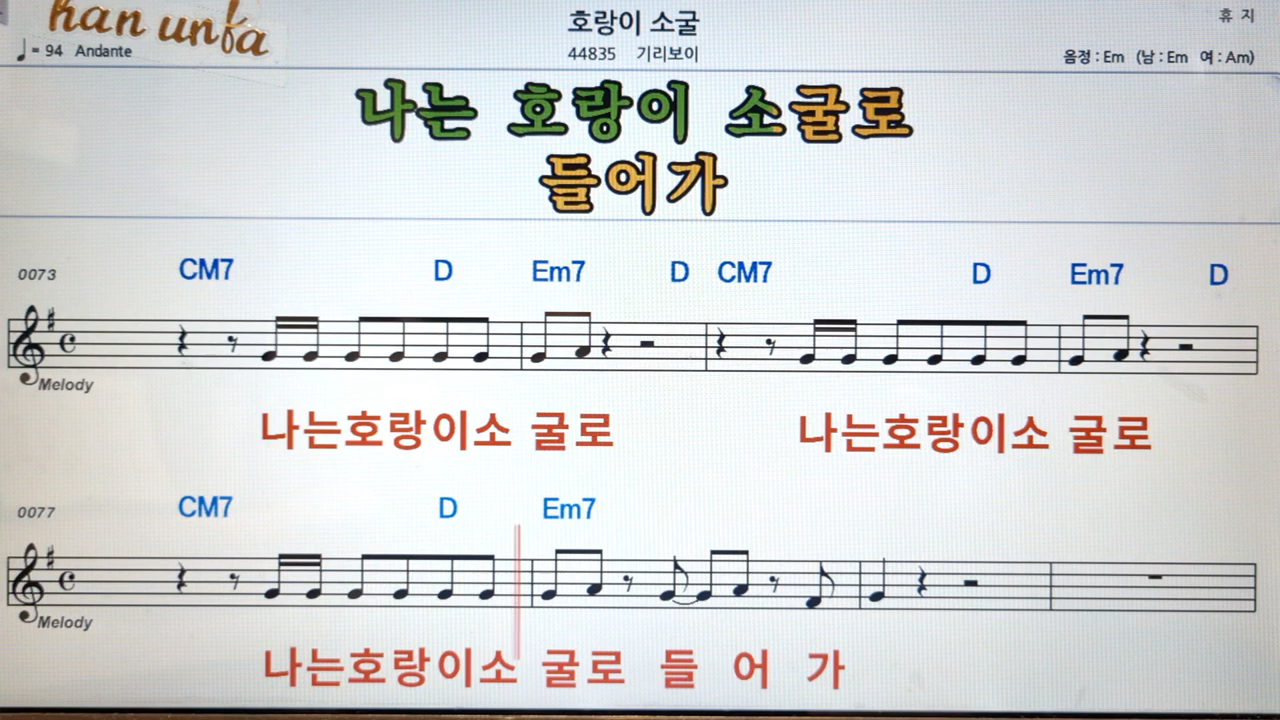 han unfa
호랑이 소굴
휴 지
♩= 94 Andante
44835 기리보이
음정 : Em (남 : Em 여 : Am)
나는 호랑이 소굴로
들어가
0073 CM7 D Em7 D CM7 D Em7 D
Melody
나는호랑이소 굴로 나는호랑이소 굴로
0077 CM7 D Em7
Melody
나는호랑이소 굴로 들 어 가